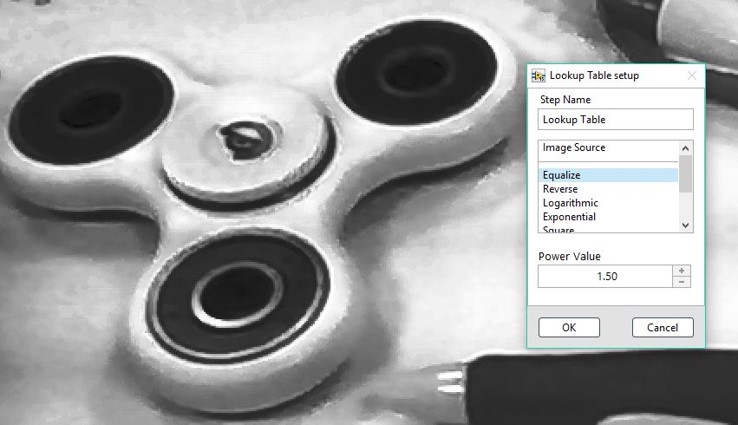 Lookup Table setup
Step Name
Lookup Table
Image Source
Equalize
Reverse
Logarithmic
Exponential
Square
Power Value
1.50
OK
Cancel